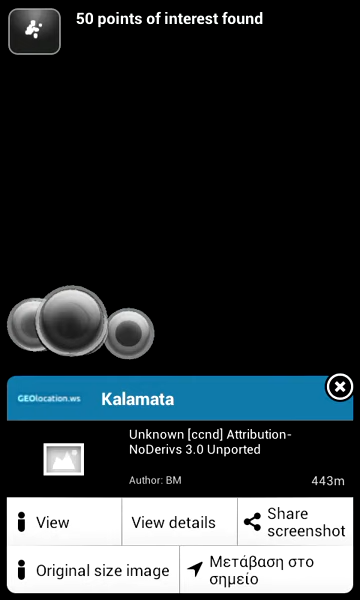 50 points of interest found
GEOlocation.ws
Kalamata
Unknown [ccnd] Attribution-
NoDerivs 3.0 Unported
Author: BM
443m
View
View details
Share
screenshot
Original size image
Μετάβαση στο
σημείο